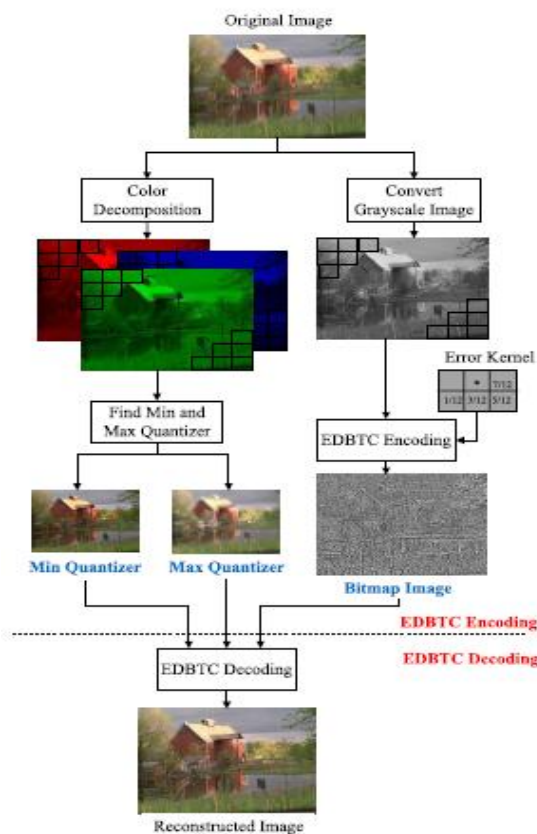 Original Image
Color
Decomposition
Convert
Grayscale Image
Error Kernel
* 7/12
1/12 3/12 5/12
Find Min and
Max Quantizer
EDBTC Encoding
Min Quantizer
Max Quantizer
Bitmap Image
EDBTC Encoding
EDBTC Decoding
EDBTC Decoding
Reconstructed Image